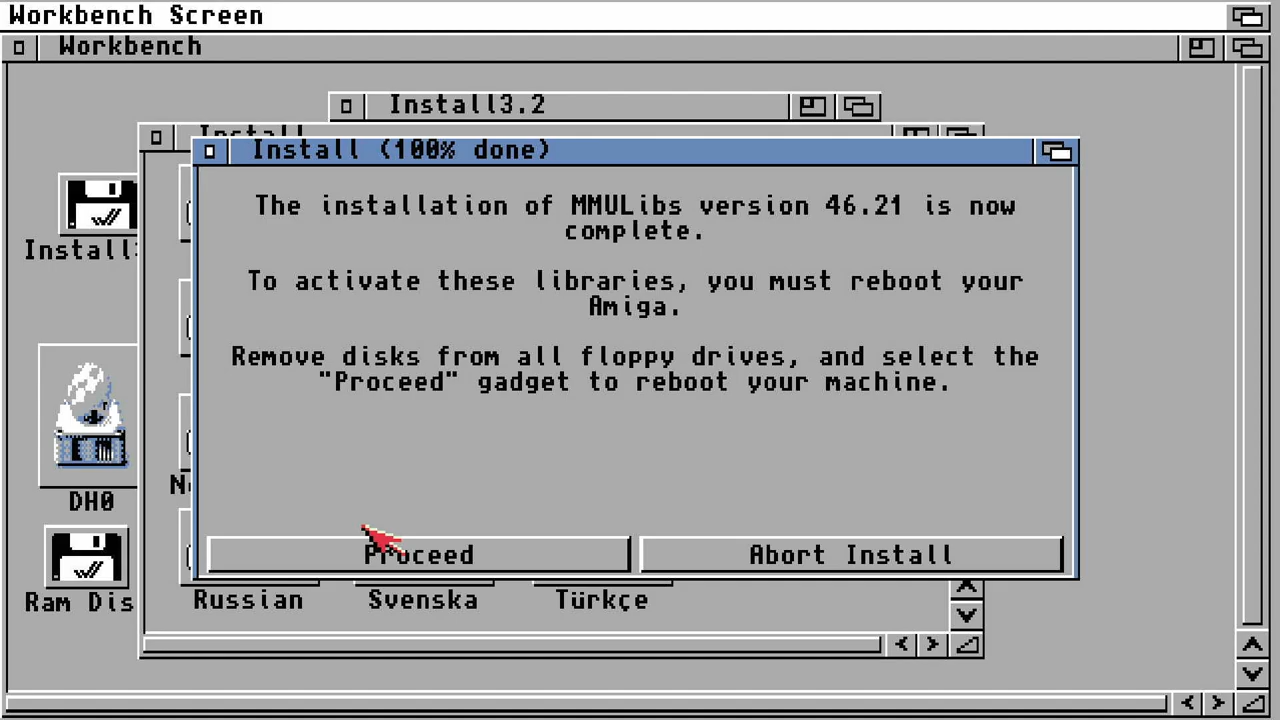 Workbench Screen
Workbench
Install3.2
Install
Install (100% done)
The installation of MMULibs version 46.21 is now
complete.
To activate these libraries, you must reboot your
Amiga.
Remove disks from all floppy drives, and select the
"Proceed" gadget to reboot your machine.
Proceed
Abort Install
Install
DH0
Ram Dis
Russian
Svenska
Türkçe